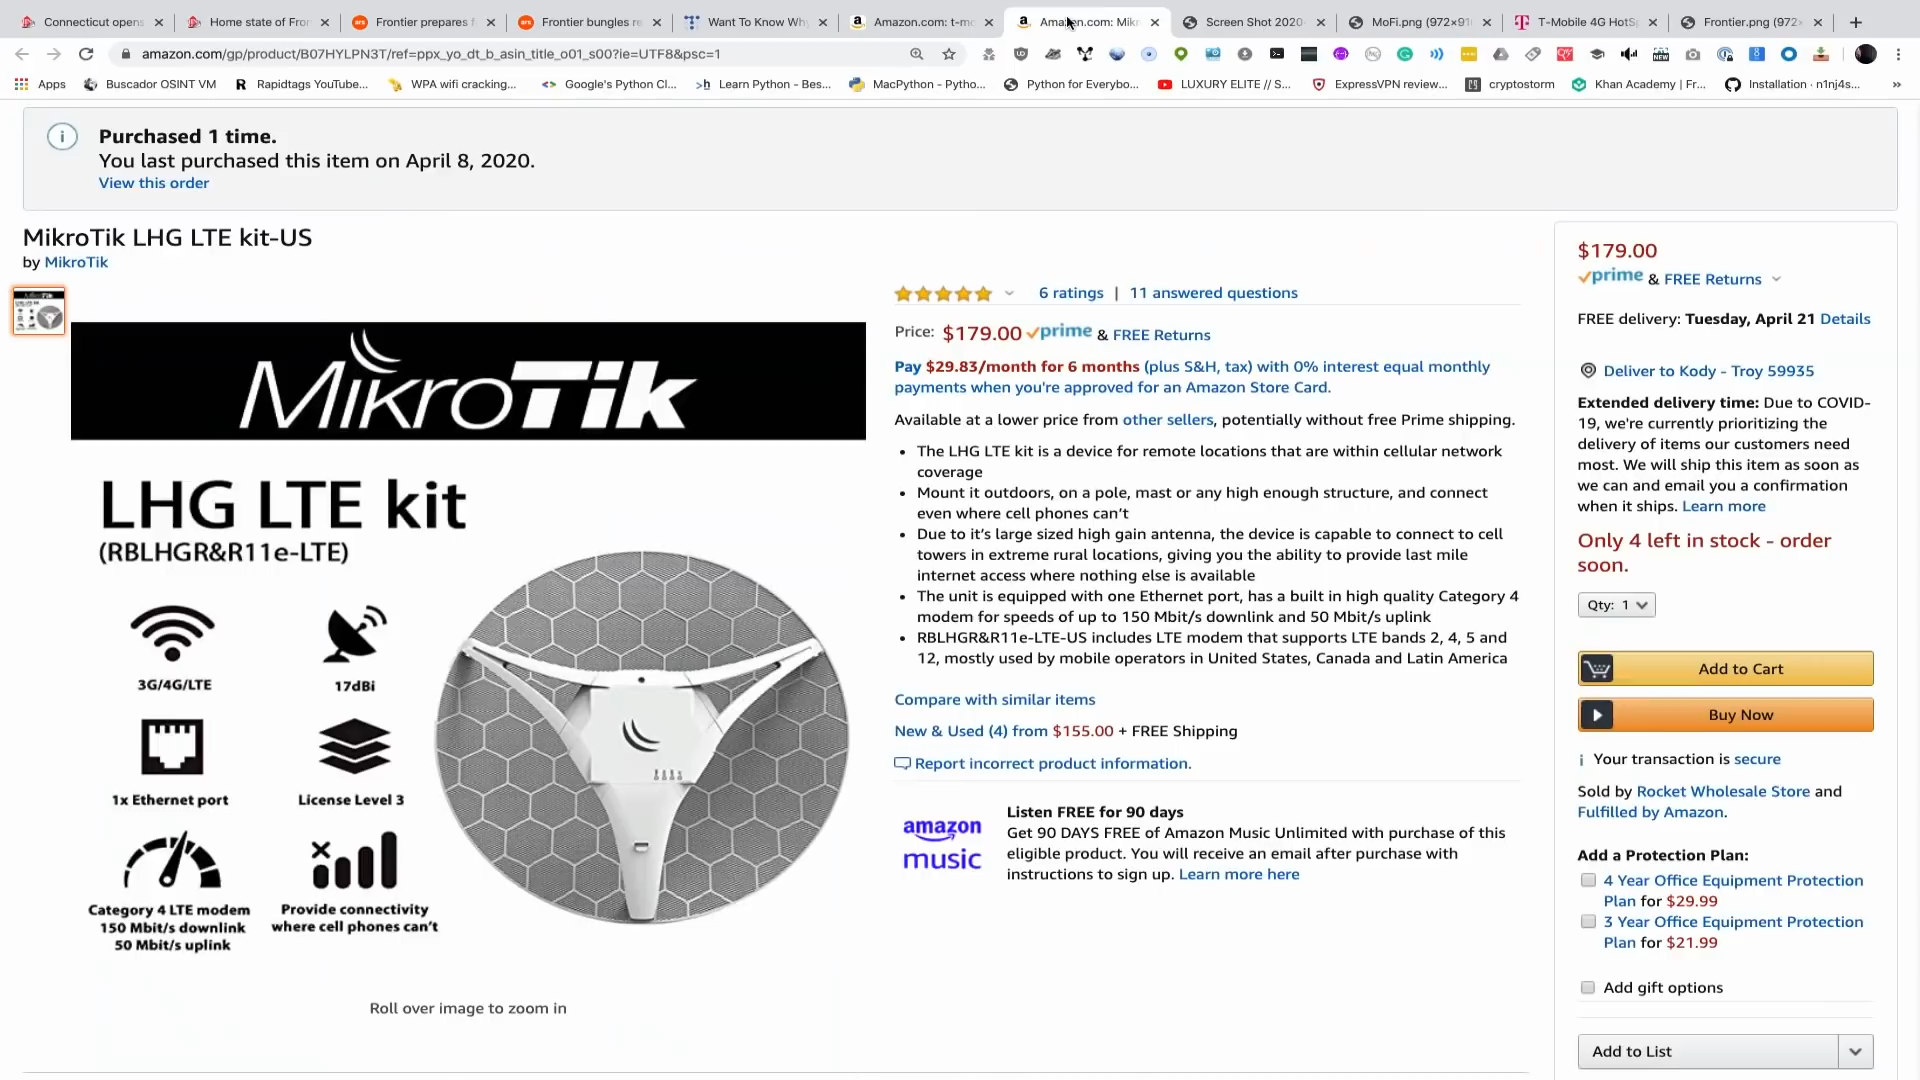 Connecticut opens
Home state of Fron
Frontier prepares f
Frontier bungles re
Want To Know Why
Amazon.com: t-mo
Amazon.com: Mikr
Screen Shot 2020-
MoFi.png (972×91
T-Mobile 4G HotS
Frontier.png (972×
amazon.com/gp/product/B07HYLPN3T/ref=ppx_yo_dt_b_asin_title_o01_s00?ie=UTF8&psc=1
Apps
Buscador OSINT VM
Rapidtags YouTube...
WPA wifi cracking...
Google's Python Cl...
Learn Python - Bes...
MacPython - Pytho...
Python for Everybo...
LUXURY ELITE // S...
ExpressVPN review...
cryptostorm
Khan Academy | Fr...
Installation · n1nj4s...
Purchased 1 time.
You last purchased this item on April 8, 2020.
View this order
MikroTik LHG LTE kit-US
by MikroTik
MikroTik
LHG LTE kit
(RBLHGR&R11e-LTE)
3G/4G/LTE
17dBi
1x Ethernet port
License Level 3
Category 4 LTE modem
150 Mbit/s downlink
50 Mbit/s uplink
Provide connectivity
where cell phones can't
Roll over image to zoom in
6 ratings | 11 answered questions
Price: $179.00 prime & FREE Returns
Pay $29.83/month for 6 months (plus S&H, tax) with 0% interest equal monthly
payments when you're approved for an Amazon Store Card.
Available at a lower price from other sellers, potentially without free Prime shipping.
• The LHG LTE kit is a device for remote locations that are within cellular network
coverage
• Mount it outdoors, on a pole, mast or any high enough structure, and connect
even where cell phones can't
• Due to it's large sized high gain antenna, the device is capable to connect to cell
towers in extreme rural locations, giving you the ability to provide last mile
internet access where nothing else is available
• The unit is equipped with one Ethernet port, has a built in high quality Category 4
modem for speeds of up to 150 Mbit/s downlink and 50 Mbit/s uplink
• RBLHGR&R11e-LTE-US includes LTE modem that supports LTE bands 2, 4, 5 and
12, mostly used by mobile operators in United States, Canada and Latin America
Compare with similar items
New & Used (4) from $155.00 + FREE Shipping
Report incorrect product information.
amazon music
Listen FREE for 90 days
Get 90 DAYS FREE of Amazon Music Unlimited with purchase of this
eligible product. You will receive an email after purchase with
instructions to sign up. Learn more here
$179.00
prime & FREE Returns
FREE delivery: Tuesday, April 21 Details
Deliver to Kody - Troy 59935
Extended delivery time: Due to COVID-
19, we're currently prioritizing the
delivery of items our customers need
most. We will ship this item as soon as
we can and email you a confirmation
when it ships. Learn more
Only 4 left in stock - order
soon.
Qty: 1
Add to Cart
Buy Now
Your transaction is secure
Sold by Rocket Wholesale Store and
Fulfilled by Amazon.
Add a Protection Plan:
4 Year Office Equipment Protection
Plan for $29.99
3 Year Office Equipment Protection
Plan for $21.99
Add gift options
Add to List